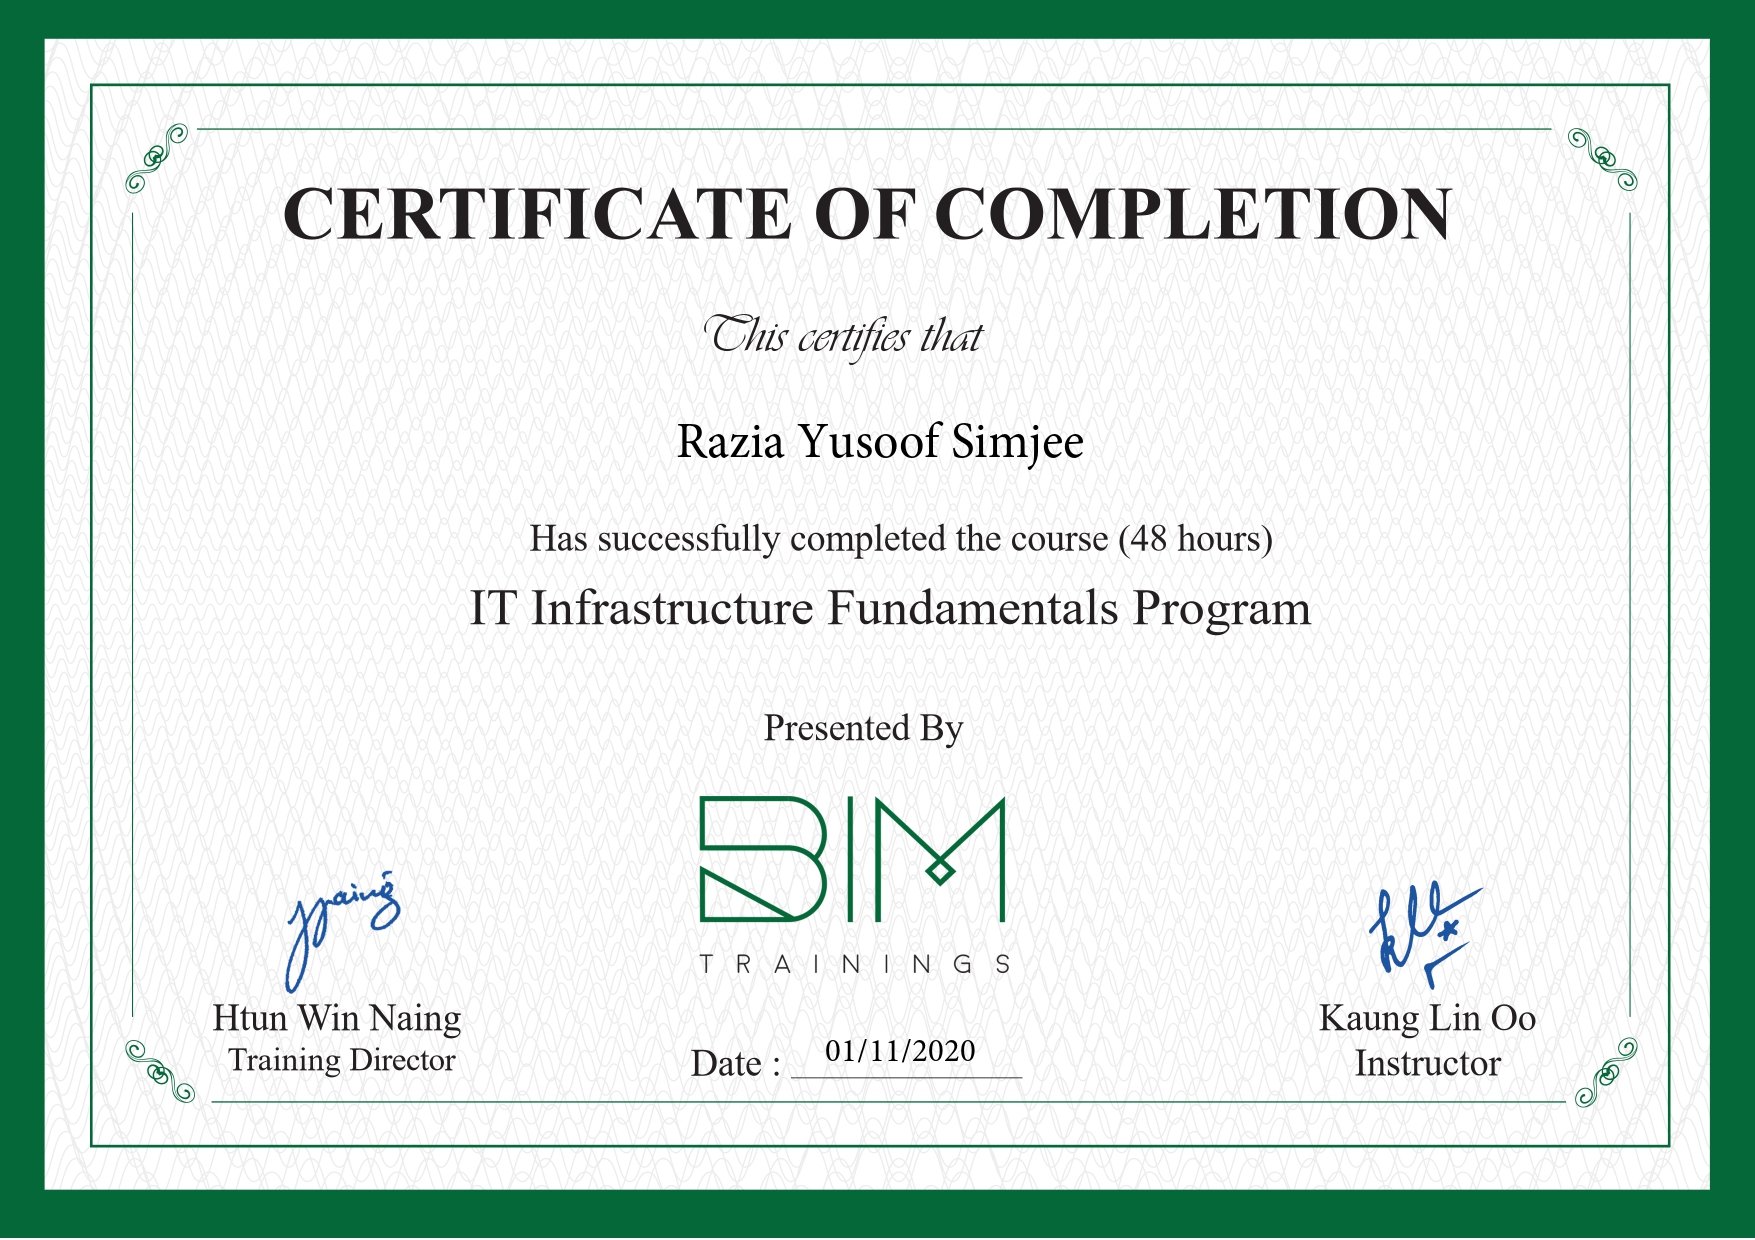 CERTIFICATE OF COMPLETION
This certifies that
Razia Yusoof Simjee
Has successfully completed the course (48 hours)
IT Infrastructure Fundamentals Program
Presented By
BIM
TRAININGS
Htun Win Naing
Training Director
Date : 01/11/2020
Kaung Lin Oo
Instructor